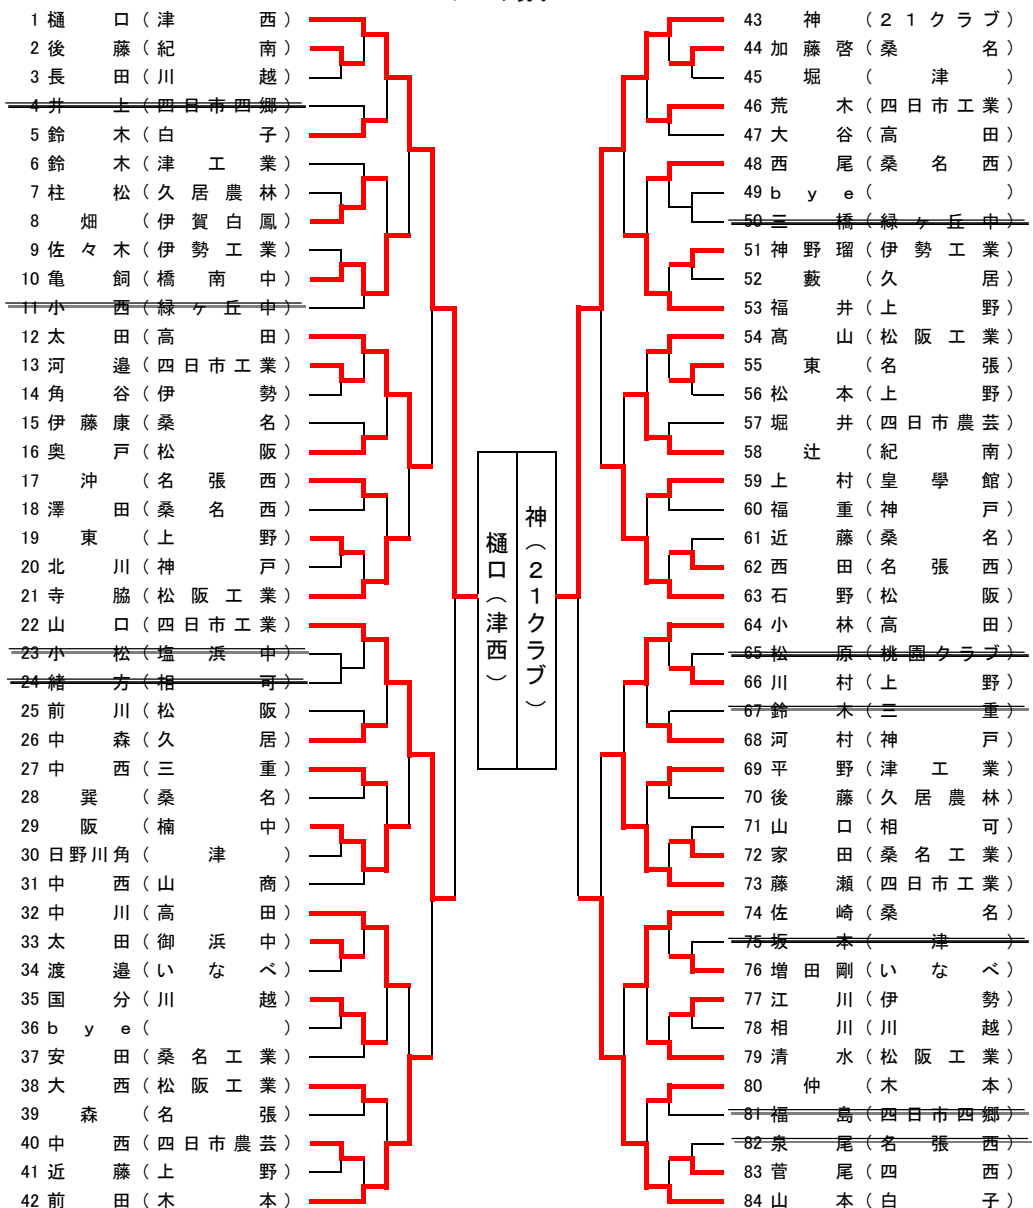 1 樋口（津西）
2 後藤（紀南）
3 長田（川越）
4 井上（四日市四郷）
5 鈴木（白子）
6 鈴木（津工業）
7 柱松（久居農林）
8 畑（伊賀白鳳）
9 佐々木（伊勢工業）
10 亀飼（橋南中）
11 小西（緑ヶ丘中）
12 太田（高田）
13 河邉（四日市工業）
14 角谷（伊勢）
15 伊藤康（桑名）
16 奥戸（松阪）
17 沖（名張西）
18 澤田（桑名西）
19 東（上野）
20 北川（神戸）
21 寺脇（松阪工業）
22 山口（四日市工業）
23 小松（塩浜中）
24 緒方（相可）
25 前川（松阪）
26 中森（久居）
27 中西（三重）
28 巽（桑名）
29 阪（楠中）
30 日野川角（津）
31 中西（山商）
32 中川（高田）
33 太田（御浜中）
34 渡邉（いなべ）
35 国分（川越）
36 ｂｙｅ（）
37 安田（桑名工業）
38 大西（松阪工業）
39 森（名張）
40 中西（四日市農芸）
41 近藤（上野）
42 前田（木本）
樋口（津西）
神（２１クラブ）
43 神（２１クラブ）
44 加藤啓（桑名）
45 堀（津）
46 荒木（四日市工業）
47 大谷（高田）
48 西尾（桑名西）
49 ｂｙｅ（）
50 三橋（緑ヶ丘中）
51 神野瑠（伊勢工業）
52 藪（久居）
53 福井（上野）
54 髙山（松阪工業）
55 東（名張）
56 松本（上野）
57 堀井（四日市農芸）
58 辻（紀南）
59 上村（皇學館）
60 福重（神戸）
61 近藤（桑名）
62 西田（名張西）
63 石野（松阪）
64 小林（高田）
65 松原（桃園クラブ）
66 川村（上野）
67 鈴木（三重）
68 河村（神戸）
69 平野（津工業）
70 後藤（久居農林）
71 山口（相可）
72 家田（桑名工業）
73 藤瀬（四日市工業）
74 佐崎（桑名）
75 坂本（津）
76 増田剛（いなべ）
77 江川（伊勢）
78 相川（川越）
79 清水（松阪工業）
80 仲（木本）
81 福島（四日市四郷）
82 泉尾（名張西）
83 菅尾（四西）
84 山本（白子）